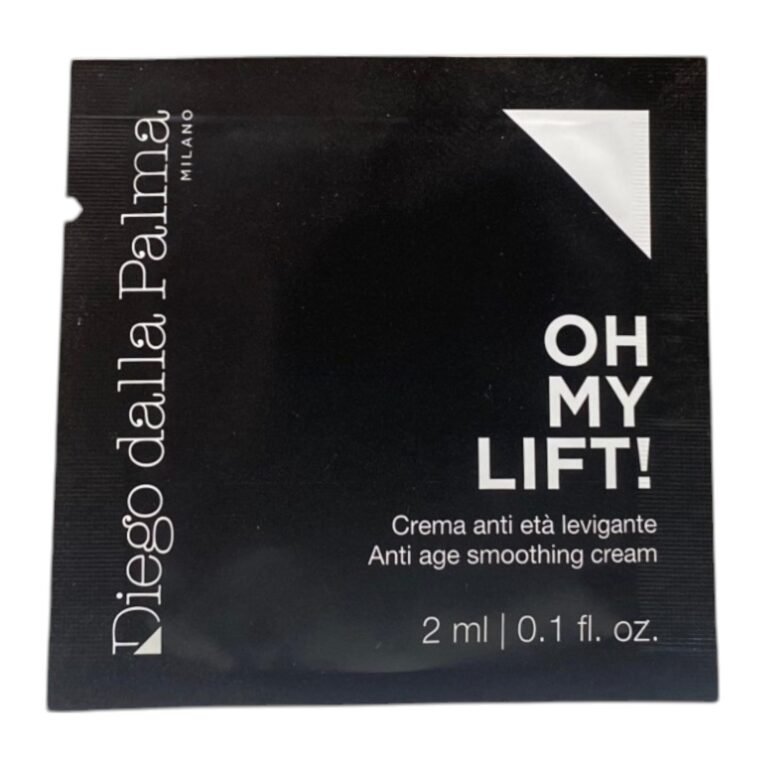 Diego dalla Palma
MILANO
OH
MY
LIFT!
Crema anti età levigante
Anti age smoothing cream
2 ml | 0.1 fl. oz.